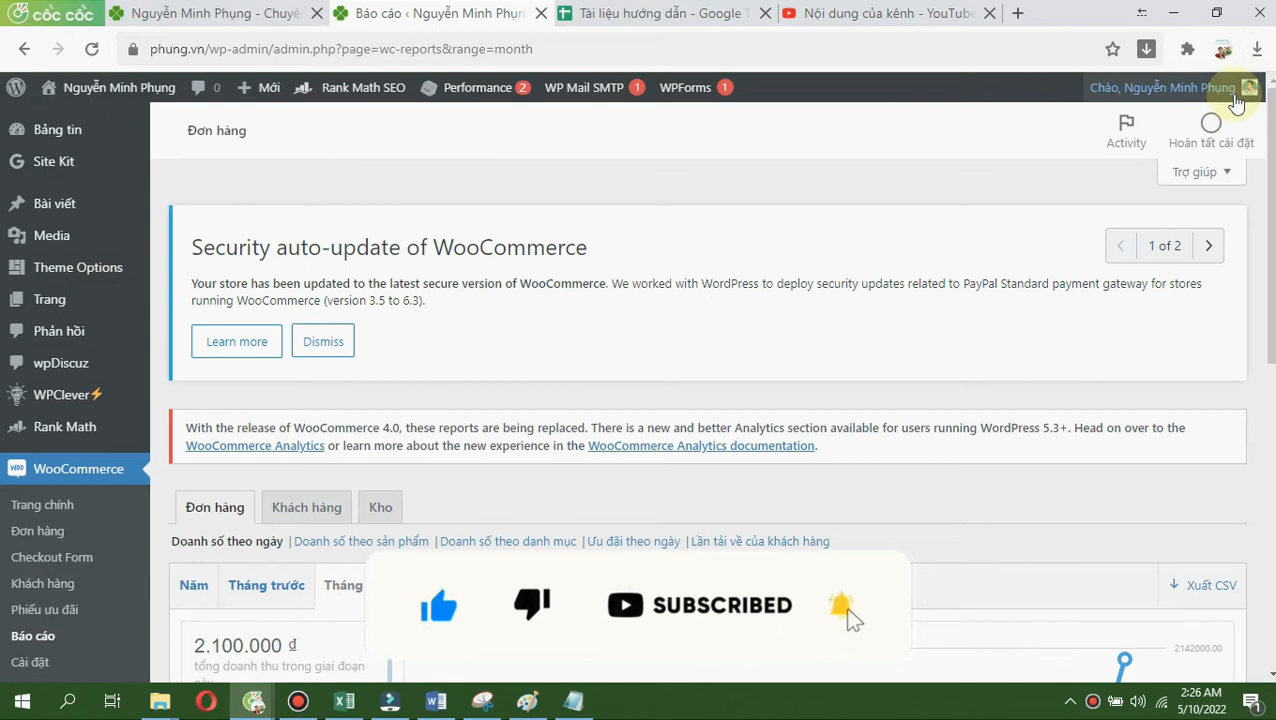 cốc cốc
Nguyễn Minh Phụng - Chuyên
Báo cáo ‹ Nguyễn Minh Phụng
Tài liệu hướng dẫn - Google T
Nội dung của kênh - YouTube
phung.vn/wp-admin/admin.php?page=wc-reports&range=month
Nguyễn Minh Phụng
0
Mới
Rank Math SEO
Performance 2
WP Mail SMTP 1
WPForms 1
Chào, Nguyễn Minh Phụng
Bảng tin
Site Kit
Bài viết
Media
Theme Options
Trang
Phản hồi
wpDiscuz
WPClever⚡
Rank Math
WooCommerce
Trang chính
Đơn hàng
Checkout Form
Khách hàng
Phiếu ưu đãi
Báo cáo
Cài đặt
Đơn hàng
Activity
Hoàn tất cài đặt
Trợ giúp
Security auto-update of WooCommerce
1 of 2
Your store has been updated to the latest secure version of WooCommerce. We worked with WordPress to deploy security updates related to PayPal Standard payment gateway for stores
running WooCommerce (version 3.5 to 6.3).
Learn more
Dismiss
With the release of WooCommerce 4.0, these reports are being replaced. There is a new and better Analytics section available for users running WordPress 5.3+. Head on over to the
WooCommerce Analytics or learn more about the new experience in the WooCommerce Analytics documentation.
Đơn hàng
Khách hàng
Kho
Doanh số theo ngày | Doanh số theo sản phẩm | Doanh số theo danh mục | Ưu đãi theo ngày | Lần tải về của khách hàng
Năm
Tháng trước
Tháng
Xuất CSV
SUBSCRIBED
2.100.000 đ
tổng doanh thu trong giai đoạn
2142000.00
2:26 AM
5/10/2022
1